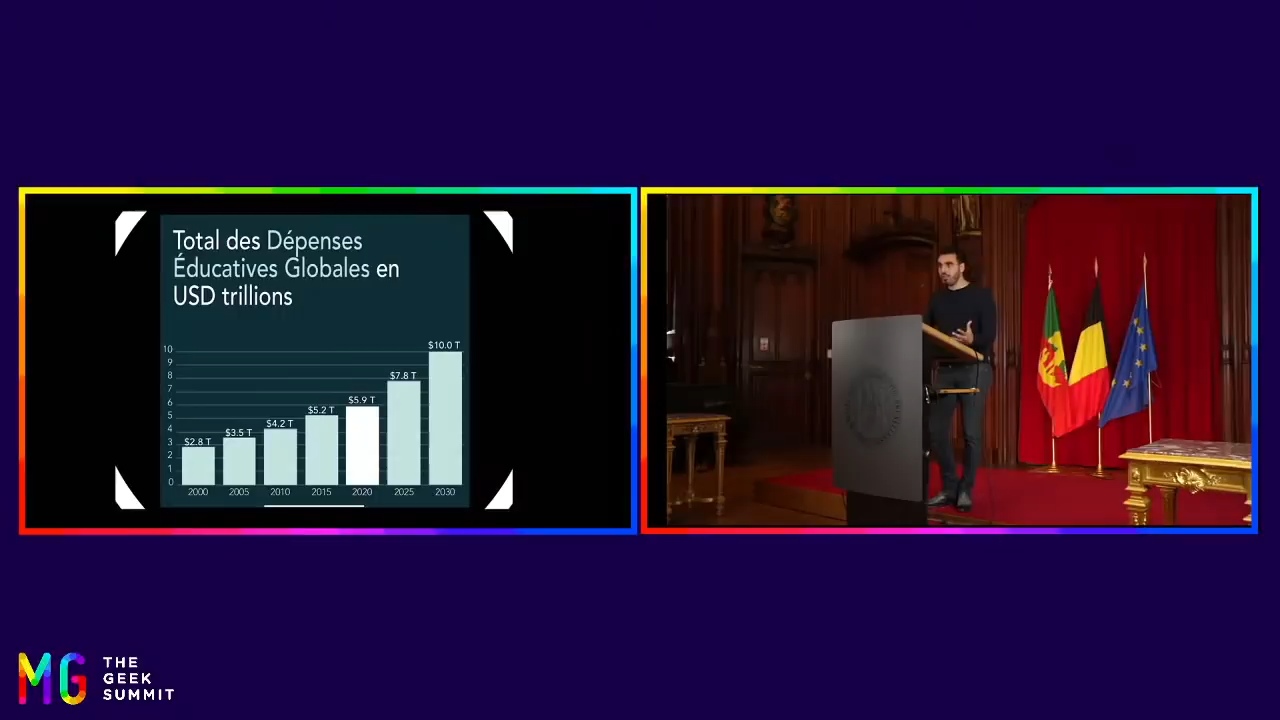 Total des Dépenses
Éducatives Globales en
USD trillions
10
9
8
7
6
5
4
3
2
1
0
$2.8 T
$3.5 T
$4.2 T
$5.2 T
$5.9 T
$7.8 T
$10.0 T
2000
2005
2010
2015
2020
2025
2030
MG
THE
GEEK
SUMMIT